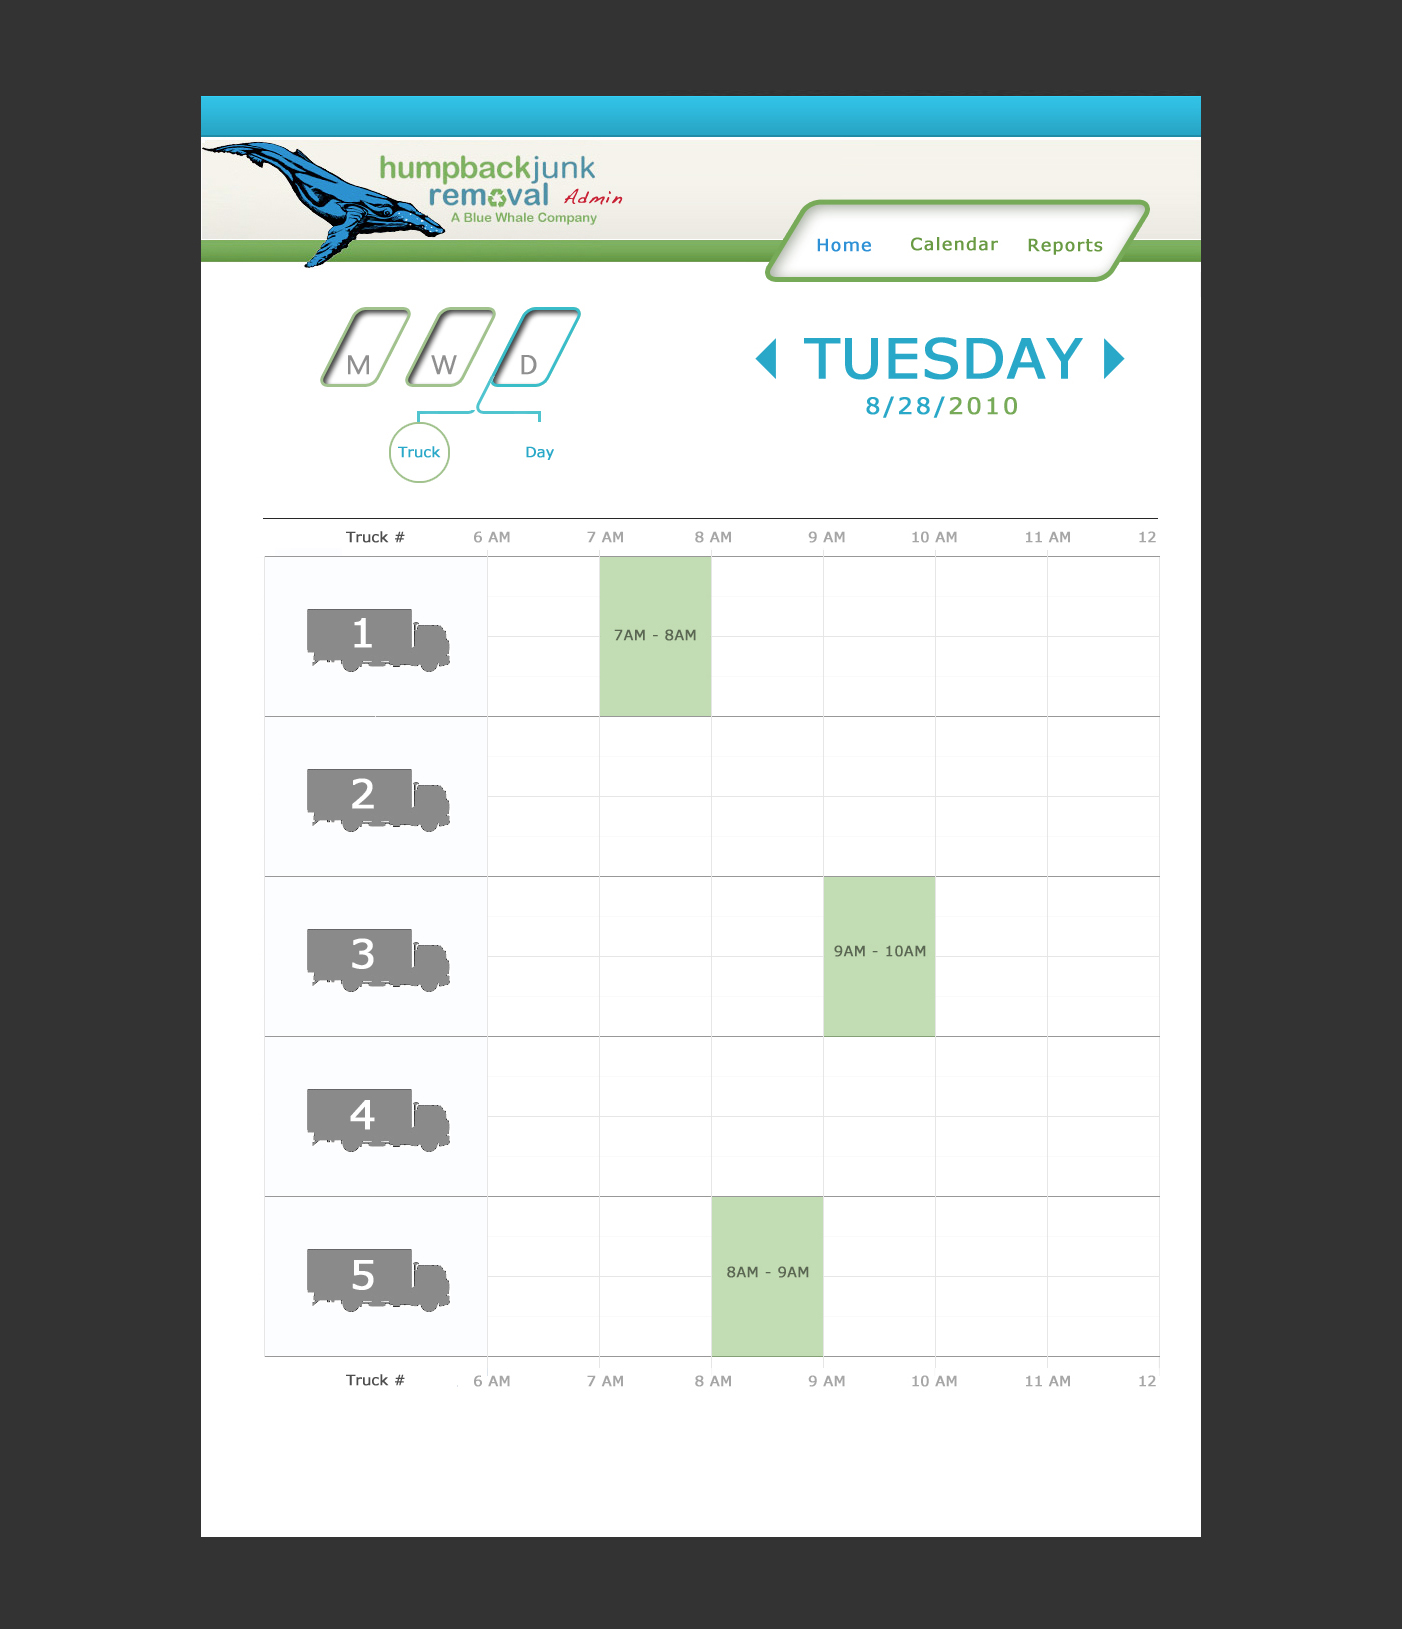 humpbackjunk
removal Admin
A Blue Whale Company
Home Calendar Reports
M W D
TUESDAY
8/28/2010
Truck Day
Truck # 6 AM 7 AM 8 AM 9 AM 10 AM 11 AM 12
1 7AM - 8AM
2
3 9AM - 10AM
4
5 8AM - 9AM
Truck # 6 AM 7 AM 8 AM 9 AM 10 AM 11 AM 12